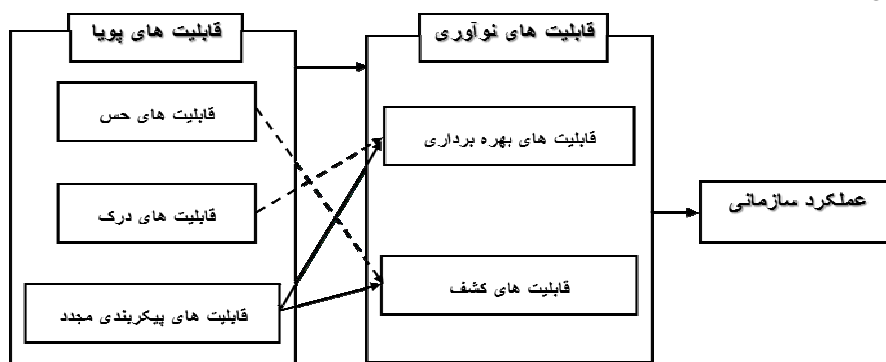 قابلیت های پویا
قابلیت های نوآوری
قابلیت های حس
قابلیت های بهره برداری
قابلیت های درک
عملکرد سازمانی
قابلیت های کشف
قابلیت های پیکربندی مجدد